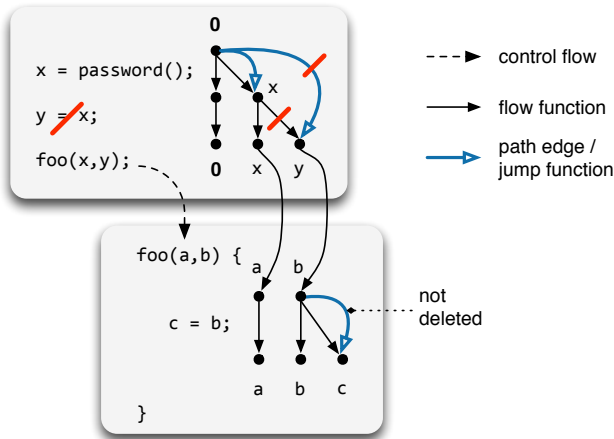 0
x = password();
x
y = x;
foo(x,y);
0 x y
control flow
flow function
path edge /
jump function
foo(a,b) {
a b
c = b;
not
deleted
a b c
}